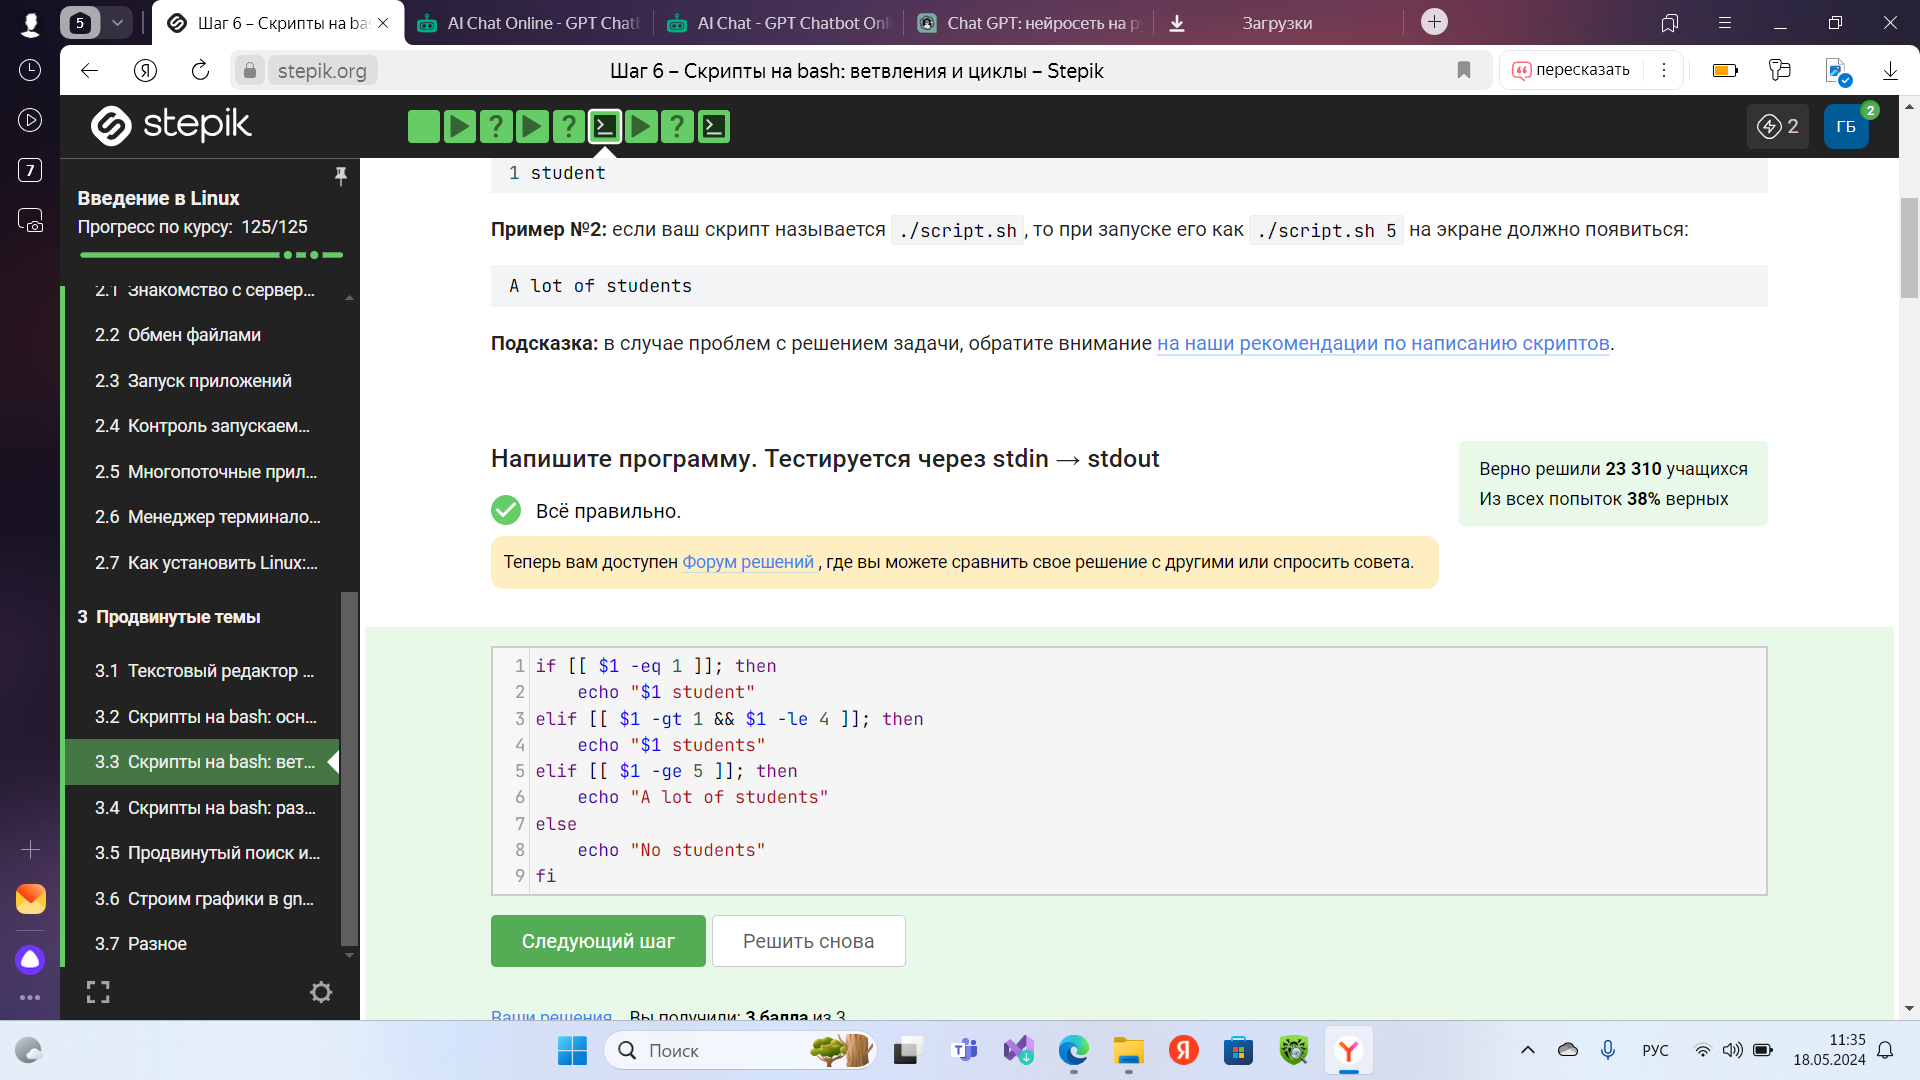 5
Шаг 6 – Скрипты на ba
AI Chat Online - GPT Chatb
AI Chat - GPT Chatbot Onl
Chat GPT: нейросеть на р
Загрузки
stepik.org
Шаг 6 – Скрипты на bash: ветвления и циклы – Stepik
пересказать
7
stepik
2
ГБ
2
Введение в Linux
Прогресс по курсу: 125/125
2.1 Знакомство с сервер...
2.2 Обмен файлами
2.3 Запуск приложений
2.4 Контроль запускаем...
2.5 Многопоточные прил...
2.6 Менеджер терминало...
2.7 Как установить Linux:...
3 Продвинутые темы
3.1 Текстовый редактор ...
3.2 Скрипты на bash: осн...
3.3 Скрипты на bash: вет...
3.4 Скрипты на bash: раз...
3.5 Продвинутый поиск и...
3.6 Строим графики в gn...
3.7 Разное
1 student
Пример №2: если ваш скрипт называется ./script.sh, то при запуске его как ./script.sh 5 на экране должно появиться:
A lot of students
Подсказка: в случае проблем с решением задачи, обратите внимание на наши рекомендации по написанию скриптов.
Напишите программу. Тестируется через stdin → stdout
Верно решили 23 310 учащихся
Из всех попыток 38% верных
Всё правильно.
Теперь вам доступен Форум решений , где вы можете сравнить свое решение с другими или спросить совета.
1 if [[ $1 -eq 1 ]]; then
2     echo "$1 student"
3 elif [[ $1 -gt 1 && $1 -le 4 ]]; then
4     echo "$1 students"
5 elif [[ $1 -ge 5 ]]; then
6     echo "A lot of students"
7 else
8     echo "No students"
9 fi
Следующий шаг
Решить снова
Ваши решения Вы получили: 3 балла из 3
Поиск
РУС
11:35
18.05.2024